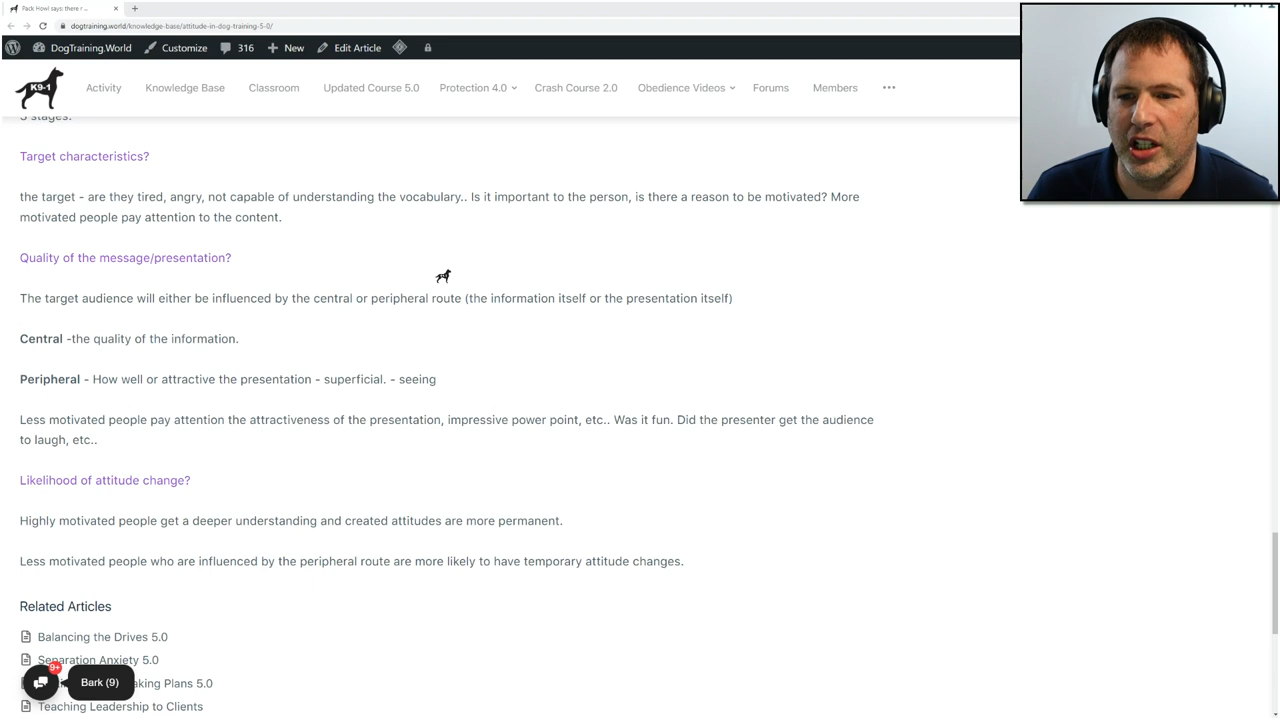 Pack Howl says: there r
dogtraining.world/knowledge-base/attitude-in-dog-training-5-0/
DogTraining.World Customize 316 New Edit Article
K9-1 Activity Knowledge Base Classroom Updated Course 5.0 Protection 4.0 Crash Course 2.0 Obedience Videos Forums Members
stages.
Target characteristics?
the target - are they tired, angry, not capable of understanding the vocabulary.. Is it important to the person, is there a reason to be motivated? More
motivated people pay attention to the content.
Quality of the message/presentation?
The target audience will either be influenced by the central or peripheral route (the information itself or the presentation itself)
Central -the quality of the information.
Peripheral - How well or attractive the presentation - superficial. - seeing
Less motivated people pay attention the attractiveness of the presentation, impressive power point, etc.. Was it fun. Did the presenter get the audience
to laugh, etc..
Likelihood of attitude change?
Highly motivated people get a deeper understanding and created attitudes are more permanent.
Less motivated people who are influenced by the peripheral route are more likely to have temporary attitude changes.
Related Articles
Balancing the Drives 5.0
Separation Anxiety 5.0
9+
Bark (9) aking Plans 5.0
Teaching Leadership to Clients